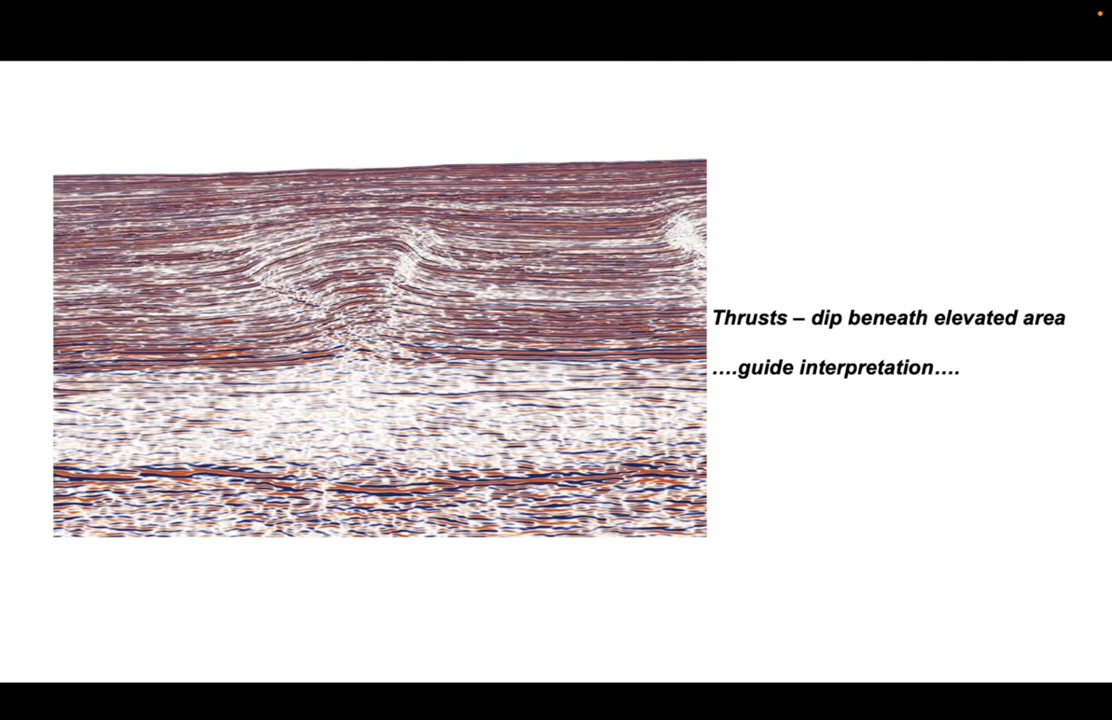 Thrusts – dip beneath elevated area
....guide interpretation....